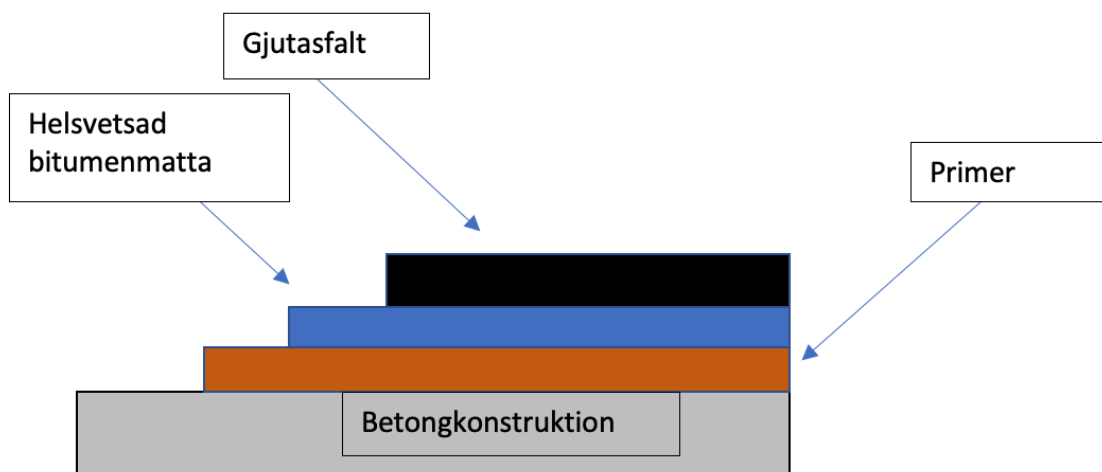 Gjutasfalt
Helsvetsad
bitumenmatta
Primer
Betongkonstruktion